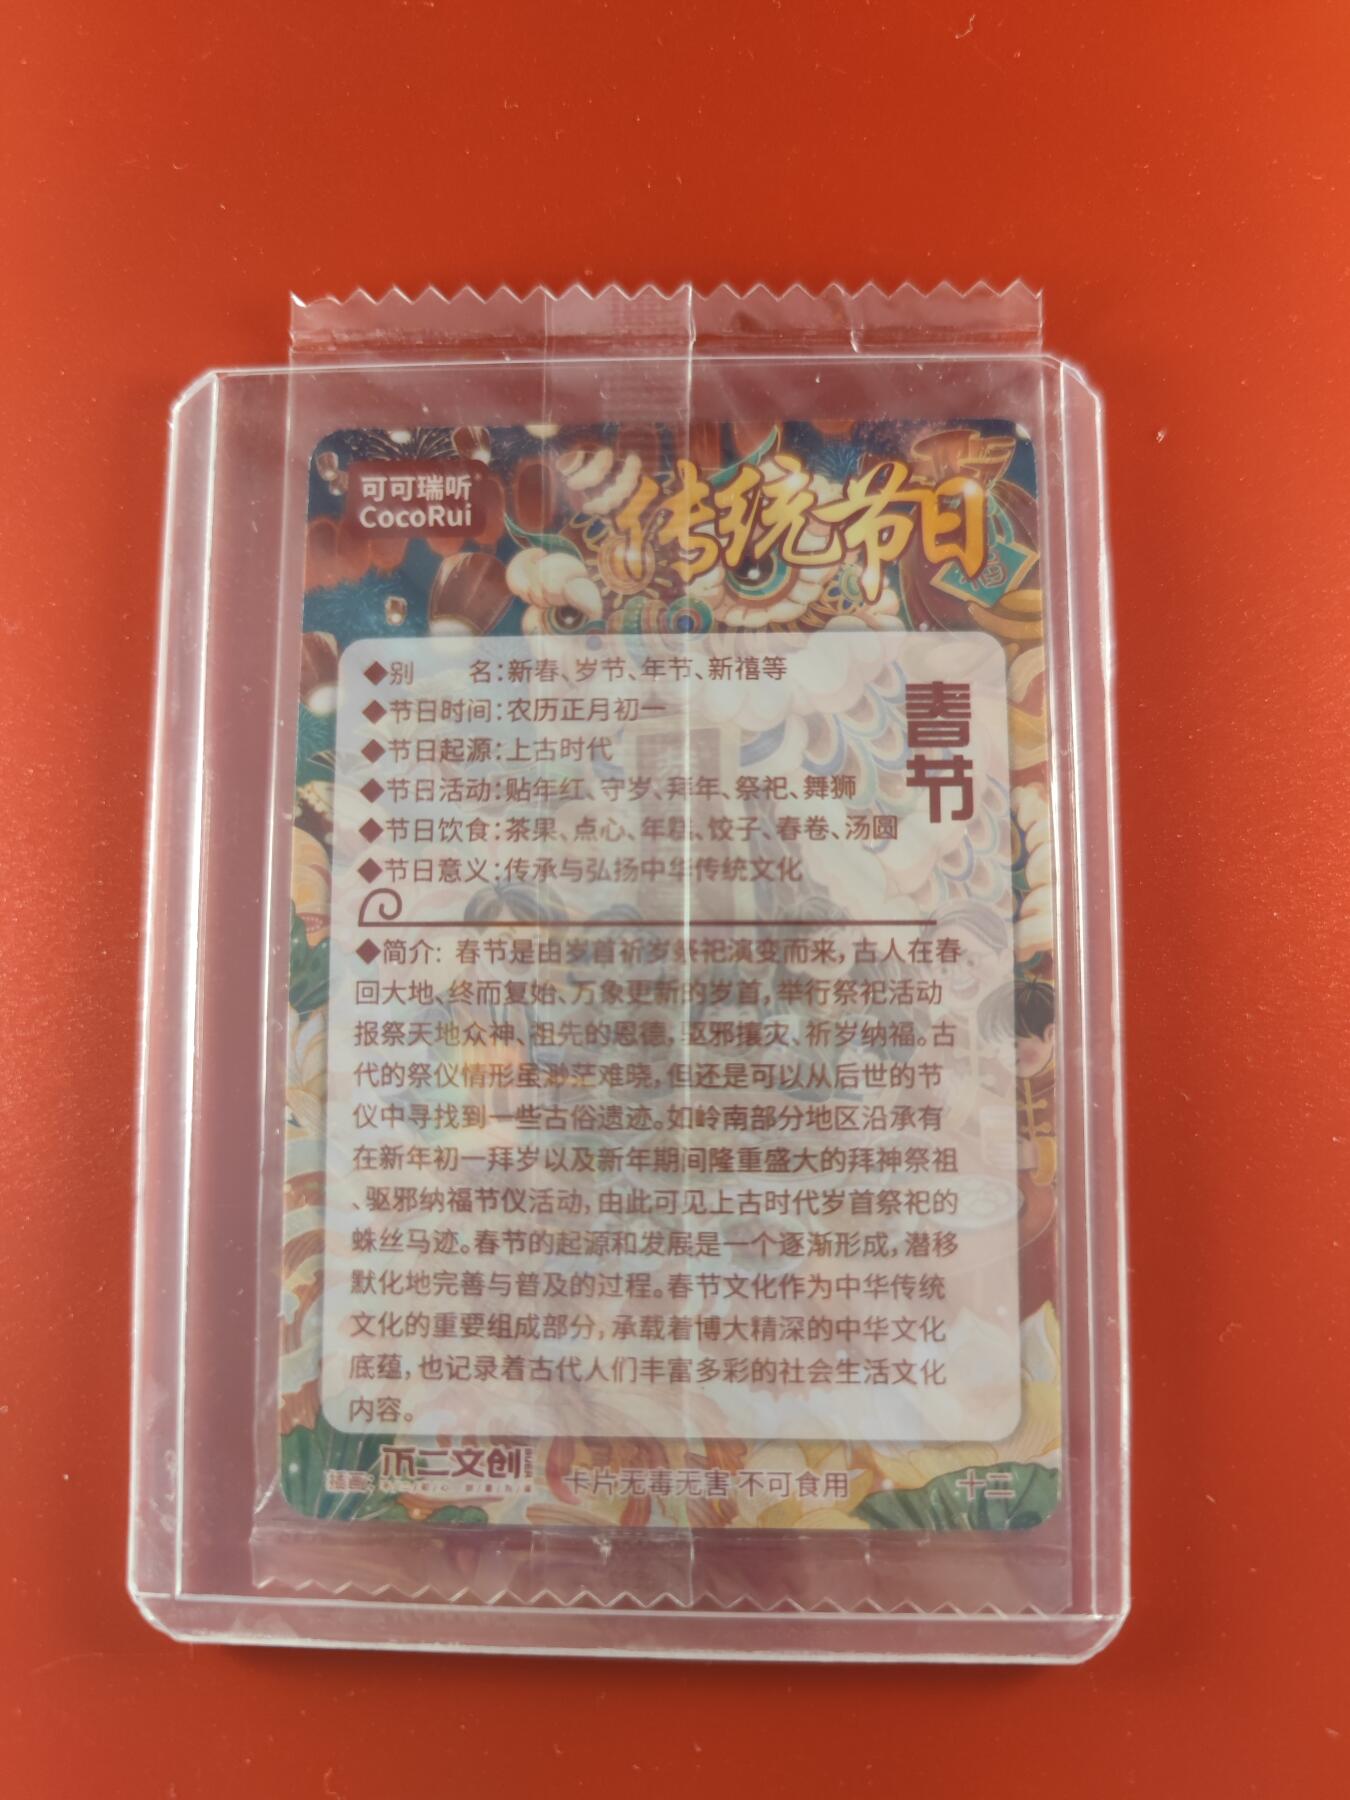 可可瑞听
CocoRui
传统节日
春节
◆别 名:新春、岁节、年节、新禧等
◆节日时间:农历正月初一
◆节日起源:上古时代
◆节日活动:贴年红、守岁、拜年、祭祀、舞狮
◆节日饮食:茶果、点心、年糕、饺子、春卷、汤圆
◆节日意义:传承与弘扬中华传统文化
◆简介: 春节是由岁首祈岁祭祀演变而来,古人在春
回大地、终而复始、万象更新的岁首,举行祭祀活动
报祭天地众神、祖先的恩德,驱邪攘灾、祈岁纳福。古
代的祭仪情形虽渺茫难晓,但还是可以从后世的节
仪中寻找到一些古俗遗迹。如岭南部分地区沿承有
在新年初一拜岁以及新年期间隆重盛大的拜神祭祖
、驱邪纳福节仪活动,由此可见上古时代岁首祭祀的
蛛丝马迹。春节的起源和发展是一个逐渐形成,潜移
默化地完善与普及的过程。春节文化作为中华传统
文化的重要组成部分,承载着博大精深的中华文化
底蕴,也记录着古代人们丰富多彩的社会生活文化
内容。
插画: 不二文创
卡片无毒无害 不可食用
十二